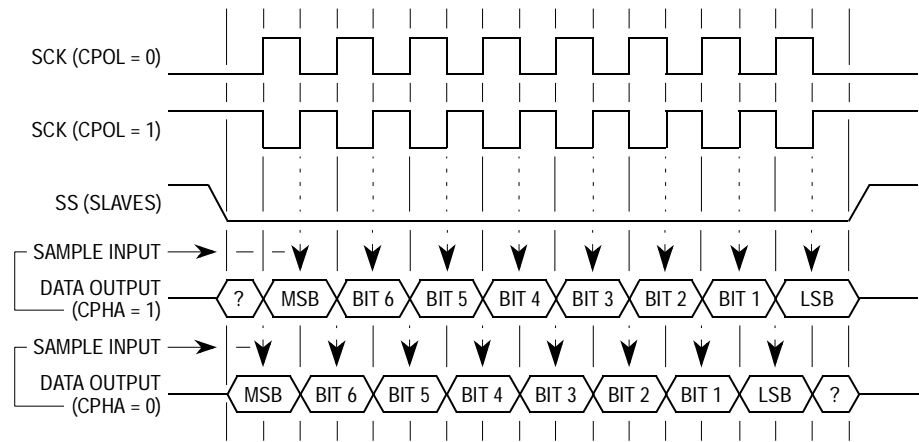 SCK (CPOL = 0)
SCK (CPOL = 1)
SS (SLAVES)
SAMPLE INPUT
DATA OUTPUT
(CPHA = 1)
? MSB BIT 6 BIT 5 BIT 4 BIT 3 BIT 2 BIT 1 LSB
SAMPLE INPUT
DATA OUTPUT
(CPHA = 0)
MSB BIT 6 BIT 5 BIT 4 BIT 3 BIT 2 BIT 1 LSB ?